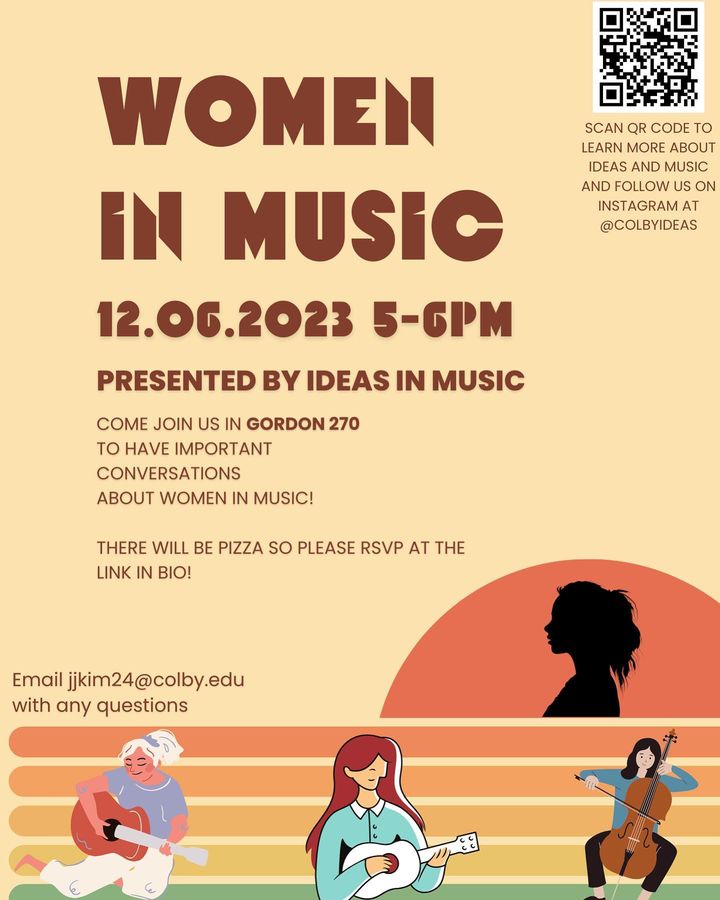 WOMEN
IN MUSIC
12.06.2023 5-6PM
PRESENTED BY IDEAS IN MUSIC
COME JOIN US IN GORDON 270
TO HAVE IMPORTANT
CONVERSATIONS
ABOUT WOMEN IN MUSIC!
THERE WILL BE PIZZA SO PLEASE RSVP AT THE
LINK IN BIO!
SCAN QR CODE TO
LEARN MORE ABOUT
IDEAS AND MUSIC
AND FOLLOW US ON
INSTAGRAM AT
@COLBYIDEAS
Email jjkim24@colby.edu
with any questions